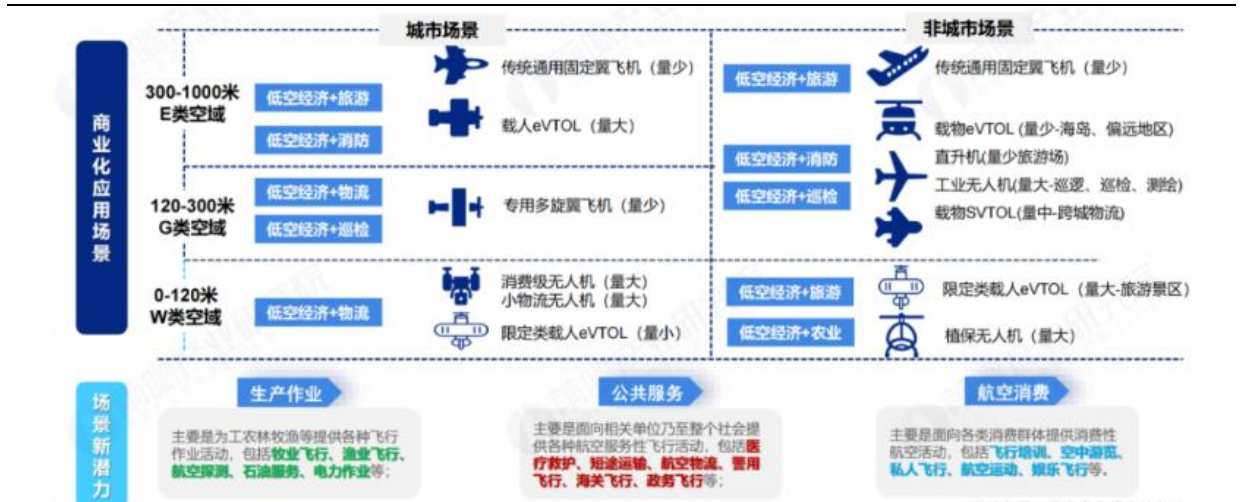 城市场景
非城市场景
商业化应用场景
300-1000米
E类空域
低空经济+旅游
低空经济+消防
传统通用固定翼飞机（量少）
载人eVTOL（量大）
低空经济+旅游
传统通用固定翼飞机（量少）
载物eVTOL (量少-海岛、偏远地区)
低空经济+消防
直升机(量少旅游场)
120-300米
G类空域
低空经济+物流
低空经济+巡检
专用多旋翼飞机（量少）
低空经济+巡检
工业无人机(量大-巡逻、巡检、测绘)
载物SVTOL(量中-跨城物流)
0-120米
W类空域
低空经济+物流
消费级无人机（量大）
小物流无人机（量大）
限定类载人eVTOL（量小）
低空经济+旅游
低空经济+农业
限定类载人eVTOL（量大-旅游景区）
植保无人机（量大）
场景新潜力
生产作业
主要是为工农林牧渔等提供各种飞行
作业活动，包括牧业飞行、渔业飞行、
航空探测、石油服务、电力作业等；
公共服务
主要是面向相关单位乃至整个社会提
供各种航空服务性飞行活动，包括医
疗救护、短途运输、航空物流、警用
飞行、海关飞行、政务飞行等；
航空消费
主要是面向各类消费群体提供消费性
航空活动，包括飞行培训、空中游览、
私人飞行、航空运动、娱乐飞行等。